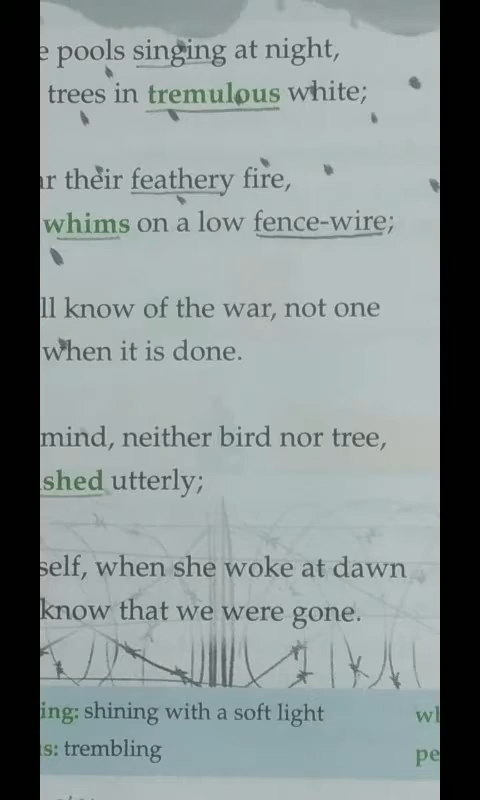 e pools singing at night,
trees in tremulous white;
r their feathery fire,
whims on a low fence-wire;
ll know of the war, not one
when it is done.
mind, neither bird nor tree,
shed utterly;
self, when she woke at dawn
know that we were gone.
ing: shining with a soft light
s: trembling